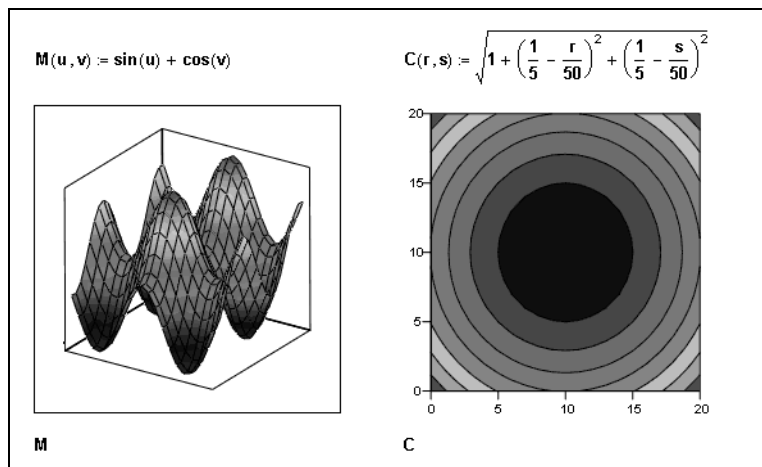 M(u,v) := sin(u) + cos(v)
C(r,s) := √(1 + (1/5 - r/50)² + (1/5 - s/50)²)
20
15
10
5
0
0 5 10 15 20
M
C